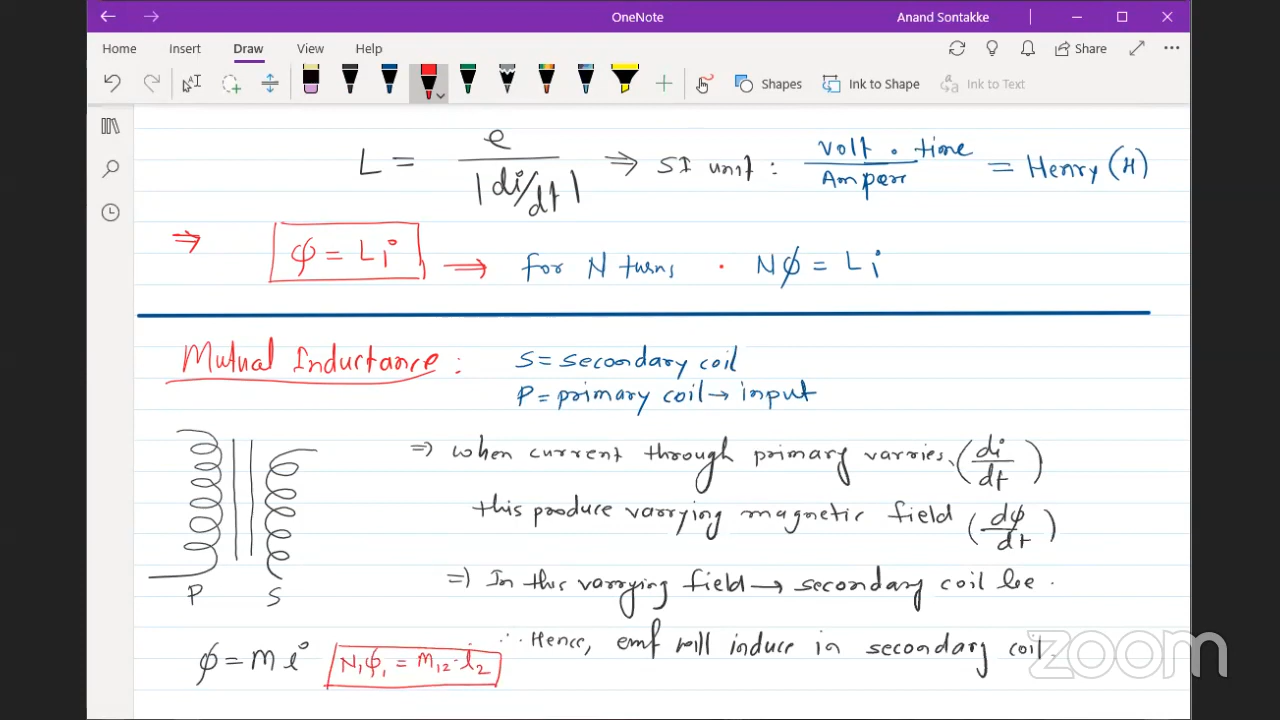 OneNote
Anand Sontakke
Home Insert Draw View Help
Share
Shapes Ink to Shape Ink to Text
L = e / |di/dt| ⇒ SI unit : volt . time / Amperr = Henry (H)
⇒ φ = Li → for N turns . Nφ = Li
Mutual Inductance :
S = secondary coil
P = primary coil → input
⇒ when current through primary varries. (di/dt)
this produce varrying magnetic field (dφ/dt)
⇒ In this varrying field → secondary coil lie .
∴ Hence, emf will induce in secondary coil.
P S
φ = m i
N₁φ₁ = M₁₂ . i₂
zoom